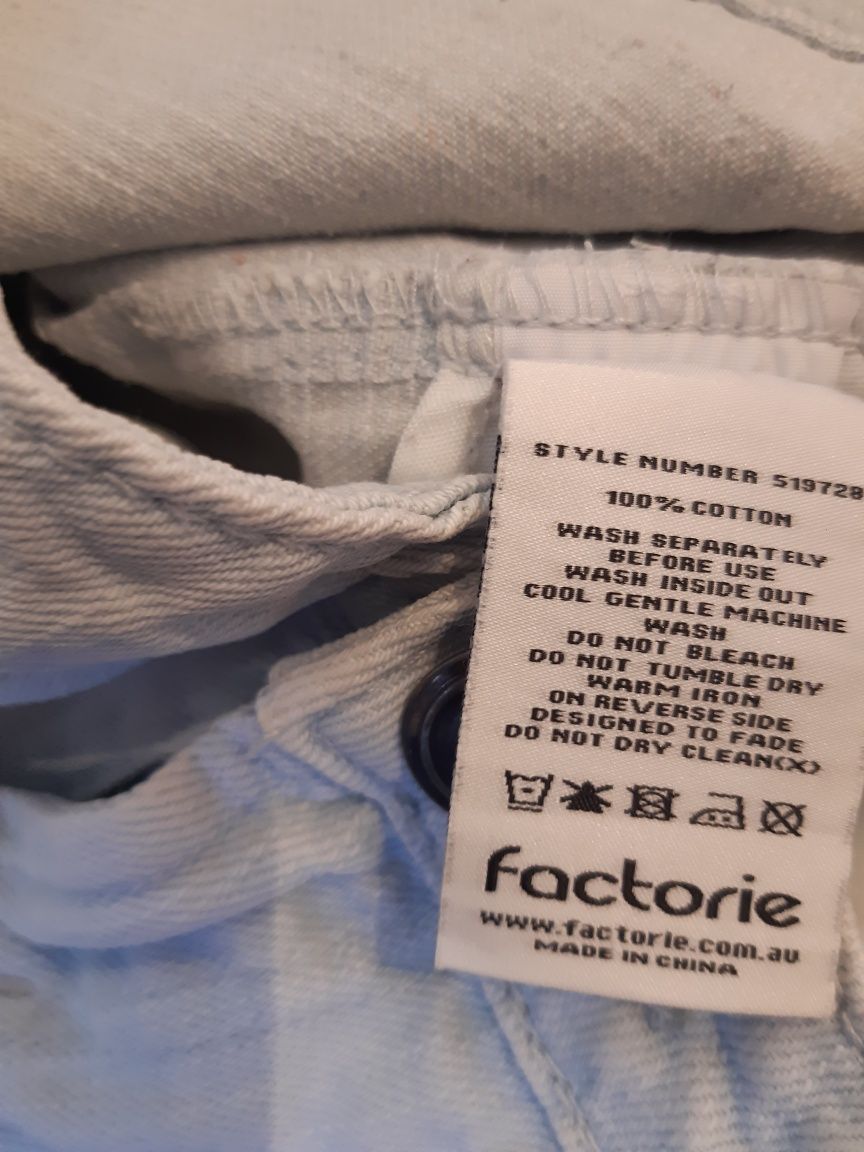 STYLE NUMBER 519728
100% COTTON
WASH SEPARATELY
BEFORE USE
WASH INSIDE OUT
COOL GENTLE MACHINE
WASH
DO NOT BLEACH
DO NOT TUMBLE DRY
WARM IRON
ON REVERSE SIDE
DESIGNED TO FADE
DO NOT DRY CLEAN(X)
factorie
www.factorie.com.au
MADE IN CHINA